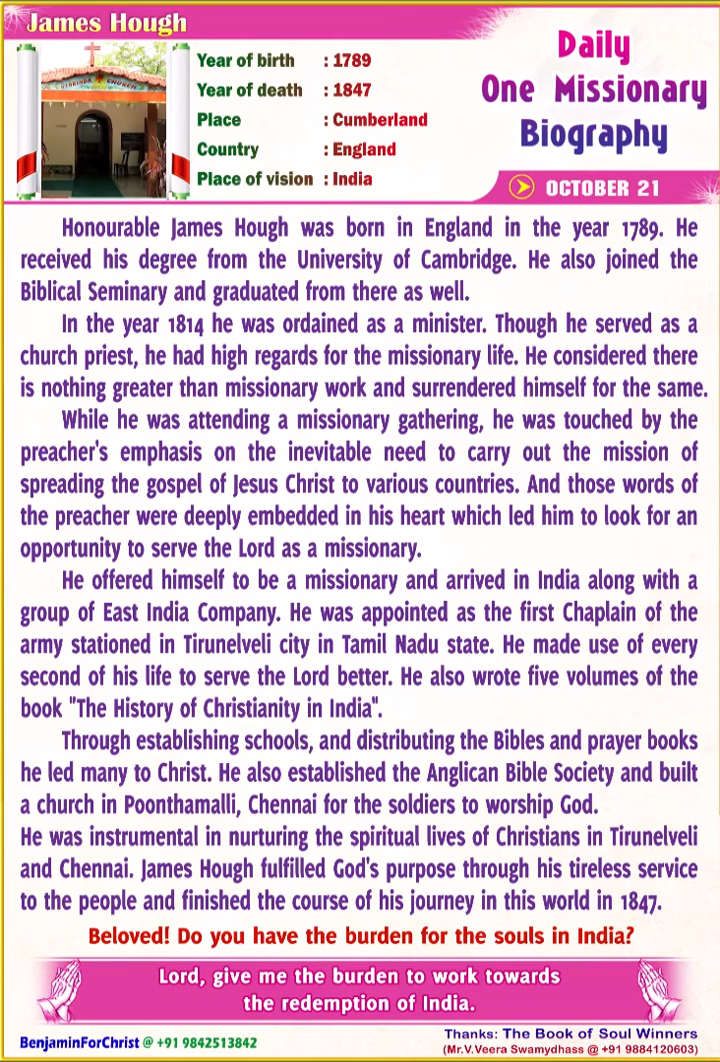 James Hough
Daily
One Missionary
Biography
Year of birth : 1789
Year of death : 1847
Place : Cumberland
Country : England
Place of vision : India
OCTOBER 21
Honourable James Hough was born in England in the year 1789. He
received his degree from the University of Cambridge. He also joined the
Biblical Seminary and graduated from there as well.
In the year 1814 he was ordained as a minister. Though he served as a
church priest, he had high regards for the missionary life. He considered there
is nothing greater than missionary work and surrendered himself for the same.
While he was attending a missionary gathering, he was touched by the
preacher's emphasis on the inevitable need to carry out the mission of
spreading the gospel of Jesus Christ to various countries. And those words of
the preacher were deeply embedded in his heart which led him to look for an
opportunity to serve the Lord as a missionary.
He offered himself to be a missionary and arrived in India along with a
group of East India Company. He was appointed as the first Chaplain of the
army stationed in Tirunelveli city in Tamil Nadu state. He made use of every
second of his life to serve the Lord better. He also wrote five volumes of the
book "The History of Christianity in India".
Through establishing schools, and distributing the Bibles and prayer books
he led many to Christ. He also established the Anglican Bible Society and built
a church in Poonthamalli, Chennai for the soldiers to worship God.
He was instrumental in nurturing the spiritual lives of Christians in Tirunelveli
and Chennai. James Hough fulfilled God's purpose through his tireless service
to the people and finished the course of his journey in this world in 1847.
Beloved! Do you have the burden for the souls in India?
Lord, give me the burden to work towards
the redemption of India.
BenjaminForChrist @ +91 9842513842
Thanks: The Book of Soul Winners
(Mr.V.Veera Swamydhass @ +91 9884120603)